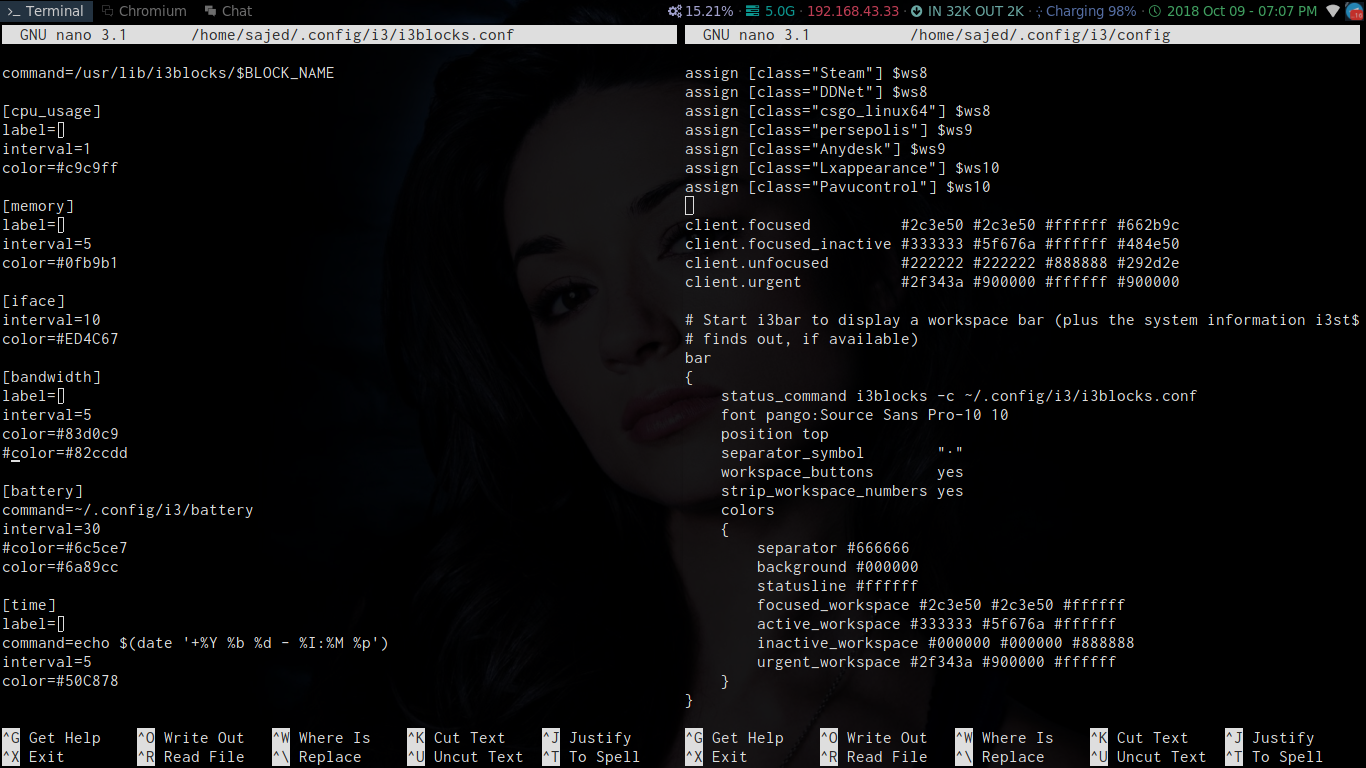 Terminal Chromium Chat 15.21% · 5.0G · 192.168.43.33 · IN 32K OUT 2K · Charging 98% · 2018 Oct 09 - 07:07 PM
GNU nano 3.1 /home/sajed/.config/i3/i3blocks.conf
command=/usr/lib/i3blocks/$BLOCK_NAME
[cpu_usage]
label=
interval=1
color=#c9c9ff
[memory]
label=
interval=5
color=#0fb9b1
[iface]
interval=10
color=#ED4C67
[bandwidth]
label=
interval=5
color=#83d0c9
#color=#82ccdd
[battery]
command=~/.config/i3/battery
interval=30
#color=#6c5ce7
color=#6a89cc
[time]
label=
command=echo $(date '+%Y %b %d - %I:%M %p')
interval=5
color=#50C878
^G Get Help ^O Write Out ^W Where Is ^K Cut Text ^J Justify
^X Exit ^R Read File ^\ Replace ^U Uncut Text ^T To Spell
GNU nano 3.1 /home/sajed/.config/i3/config
assign [class="Steam"] $ws8
assign [class="DDNet"] $ws8
assign [class="csgo_linux64"] $ws8
assign [class="persepolis"] $ws9
assign [class="Anydesk"] $ws9
assign [class="Lxappearance"] $ws10
assign [class="Pavucontrol"] $ws10
client.focused #2c3e50 #2c3e50 #ffffff #662b9c
client.focused_inactive #333333 #5f676a #ffffff #484e50
client.unfocused #222222 #222222 #888888 #292d2e
client.urgent #2f343a #900000 #ffffff #900000
# Start i3bar to display a workspace bar (plus the system information i3st$
# finds out, if available)
bar
{
status_command i3blocks -c ~/.config/i3/i3blocks.conf
font pango:Source Sans Pro-10 10
position top
separator_symbol "·"
workspace_buttons yes
strip_workspace_numbers yes
colors
{
separator #666666
background #000000
statusline #ffffff
focused_workspace #2c3e50 #2c3e50 #ffffff
active_workspace #333333 #5f676a #ffffff
inactive_workspace #000000 #000000 #888888
urgent_workspace #2f343a #900000 #ffffff
}
}
^G Get Help ^O Write Out ^W Where Is ^K Cut Text ^J Justify
^X Exit ^R Read File ^\ Replace ^U Uncut Text ^T To Spell